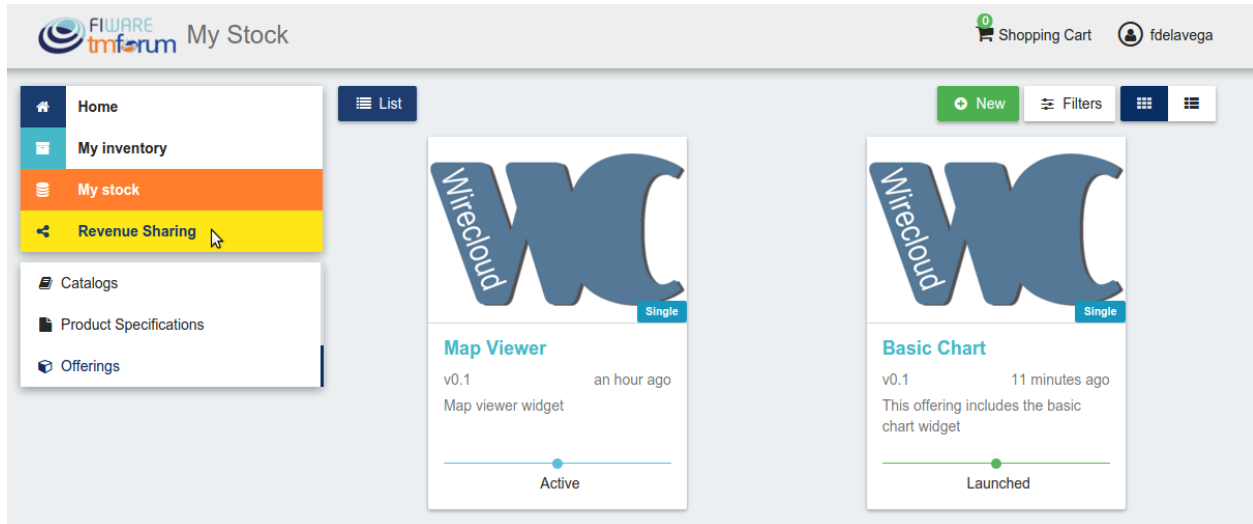 FIWARE
tmforum
My Stock
0
Shopping Cart
fdelavega
Home
My inventory
My stock
Revenue Sharing
Catalogs
Product Specifications
Offerings
List
New
Filters
Wirecloud
WC
Single
Map Viewer
v0.1 an hour ago
Map viewer widget
Active
Wirecloud
WC
Single
Basic Chart
v0.1 11 minutes ago
This offering includes the basic
chart widget
Launched